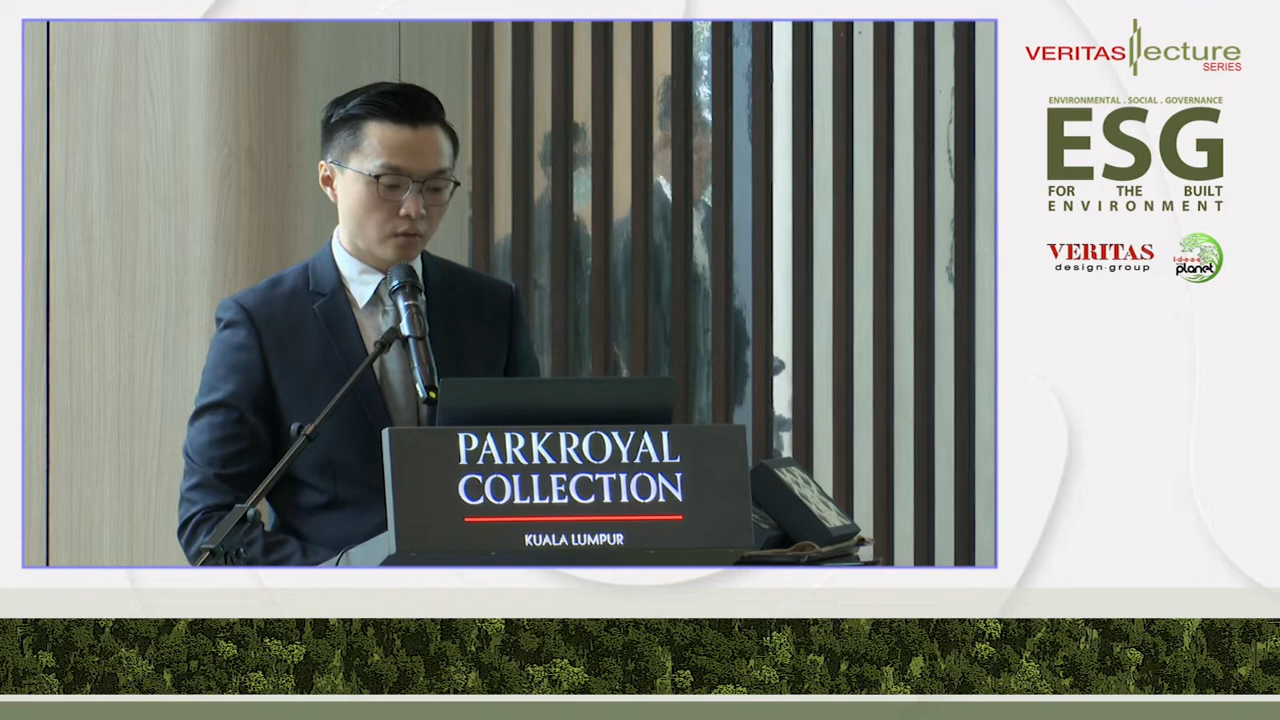 PARKROYAL
COLLECTION
KUALA LUMPUR
VERITAS lecture
SERIES
ENVIRONMENTAL . SOCIAL . GOVERNANCE
ESG
FOR THE BUILT
ENVIRONMENT
VERITAS
design·group
ideas
planet